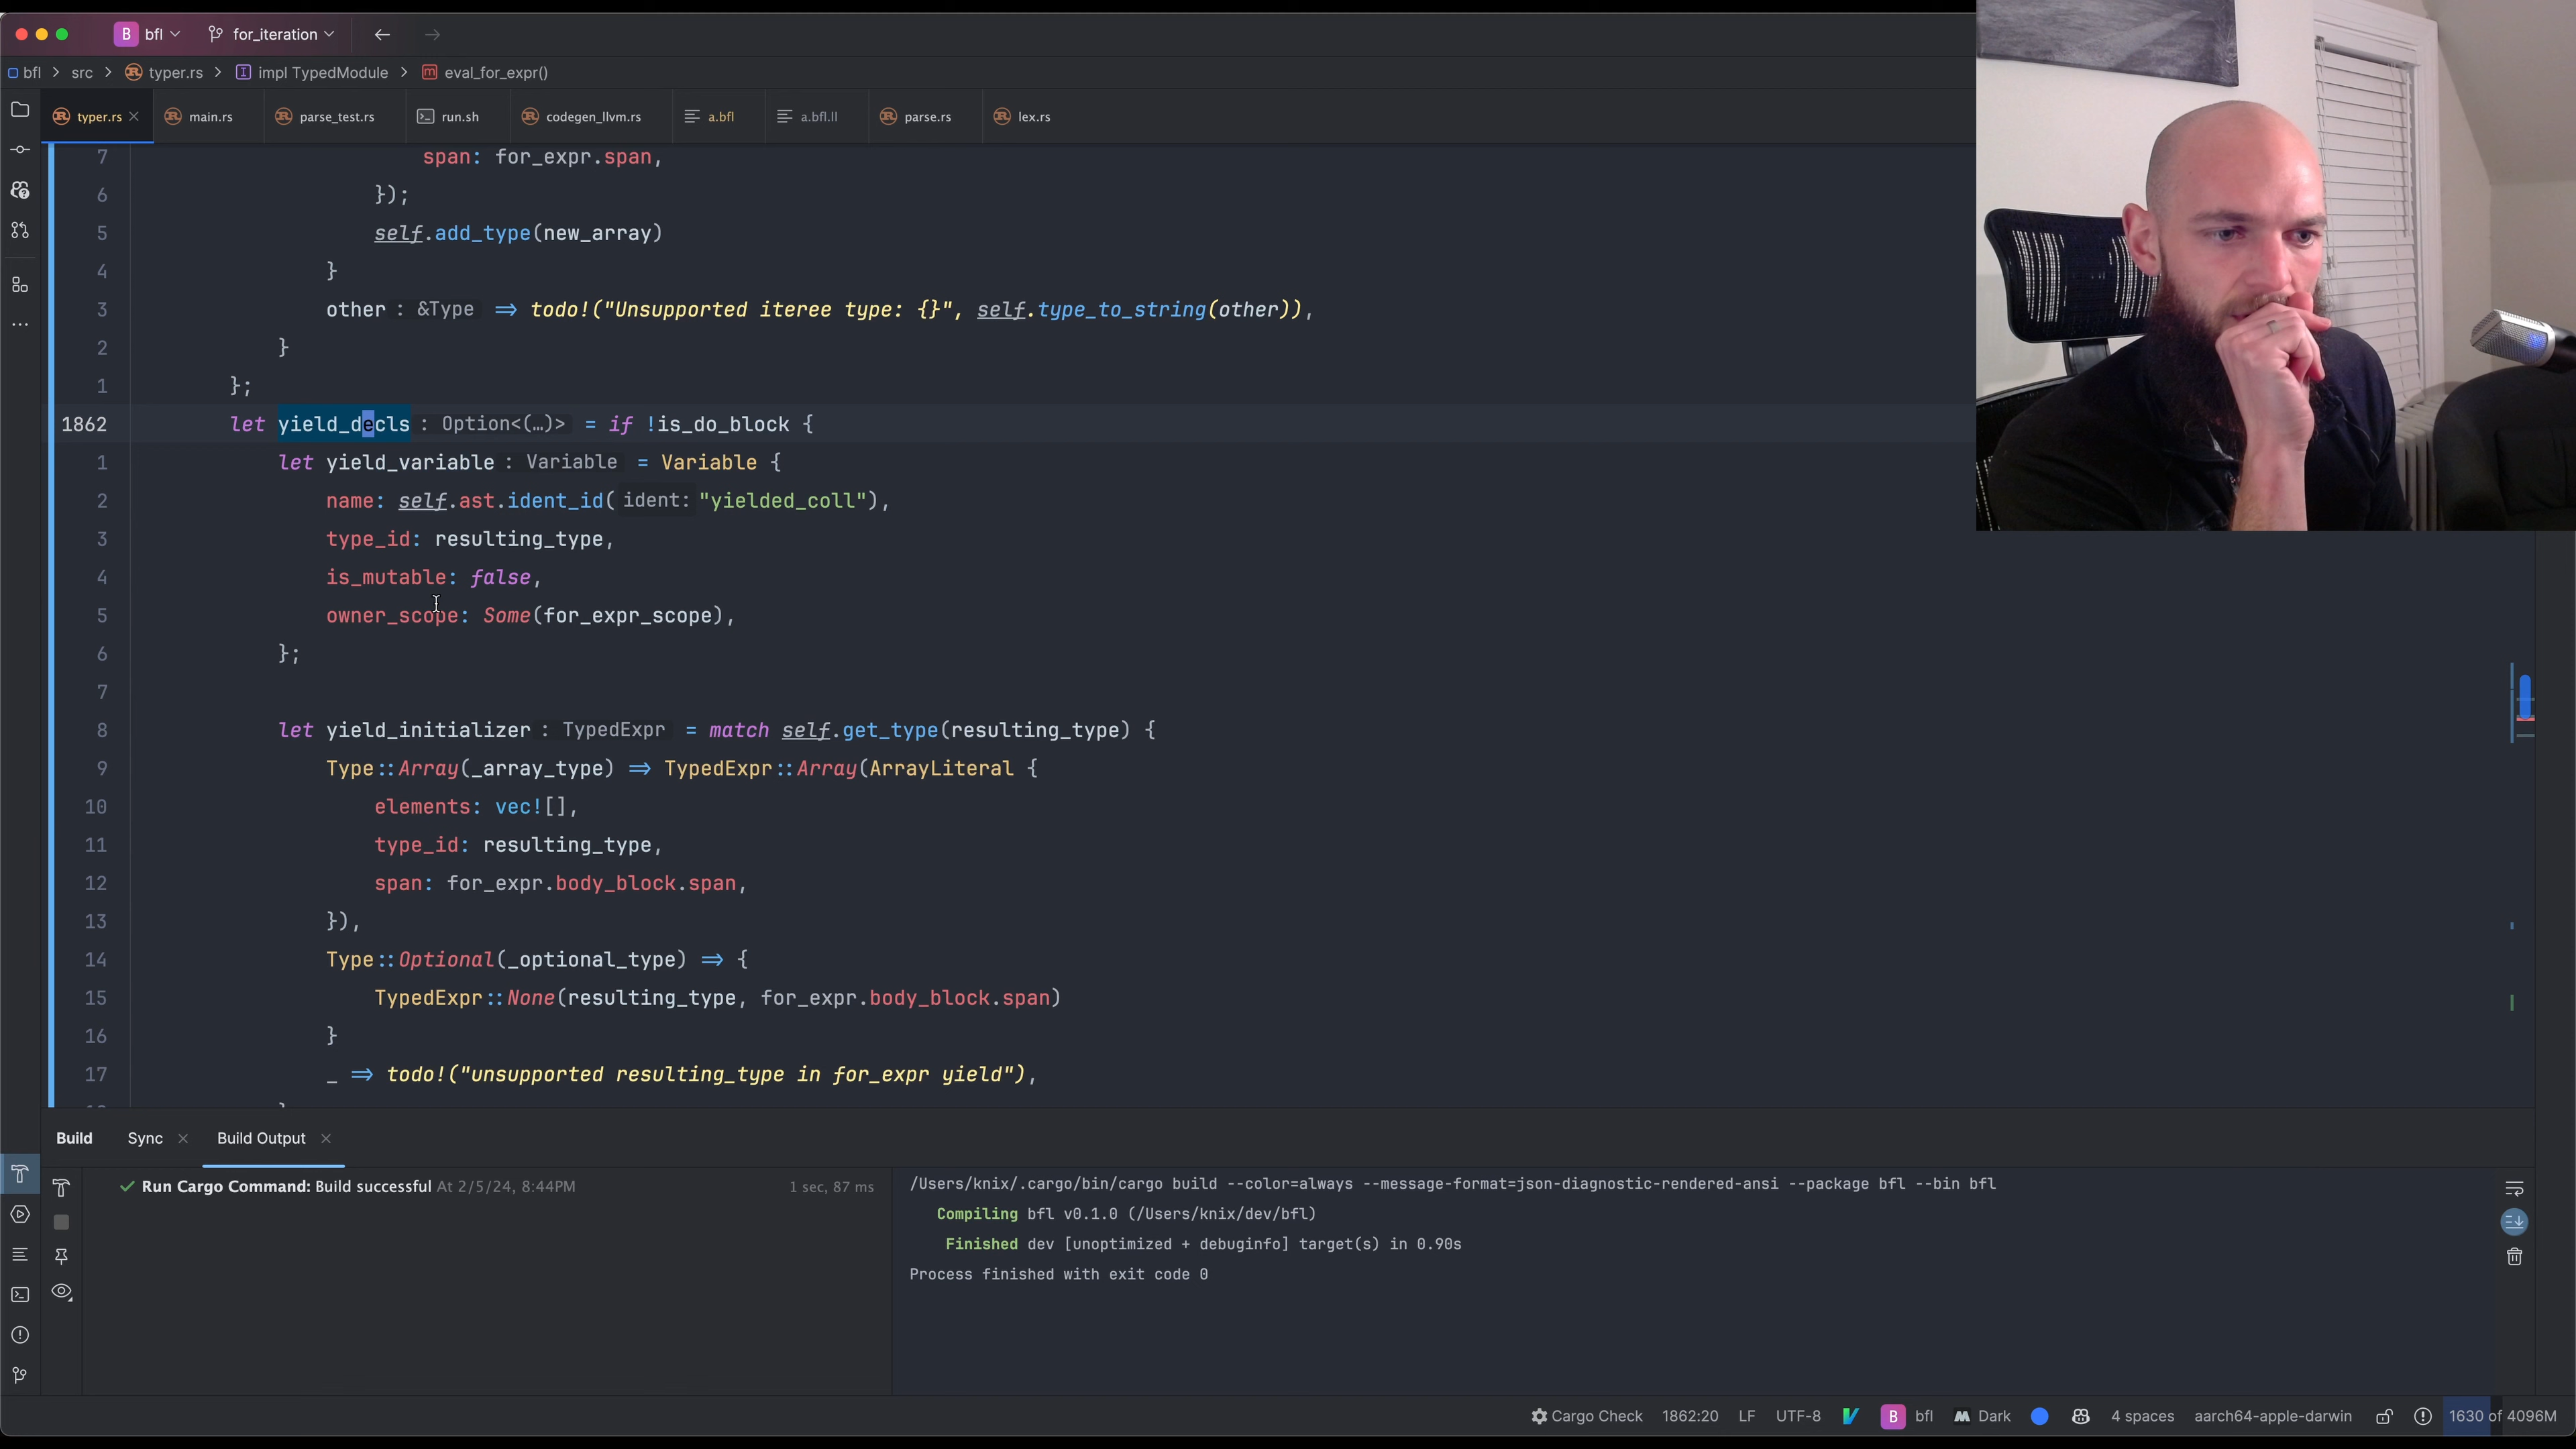 B bfl for_iteration
bfl > src > typer.rs > impl TypedModule > eval_for_expr()
typer.rs main.rs parse_test.rs run.sh codegen_llvm.rs a.bfl a.bfl.ll parse.rs lex.rs
7 span: for_expr.span,
6 });
5 self.add_type(new_array)
4 }
3 other : &Type => todo!("Unsupported iteree type: {}", self.type_to_string(other)),
2 }
1 };
1862 let yield_decls : Option<(…)> = if !is_do_block {
1 let yield_variable : Variable = Variable {
2 name: self.ast.ident_id( ident: "yielded_coll"),
3 type_id: resulting_type,
4 is_mutable: false,
5 owner_scope: Some(for_expr_scope),
6 };
7
8 let yield_initializer : TypedExpr = match self.get_type(resulting_type) {
9 Type::Array(_array_type) => TypedExpr::Array(ArrayLiteral {
10 elements: vec![],
11 type_id: resulting_type,
12 span: for_expr.body_block.span,
13 }),
14 Type::Optional(_optional_type) => {
15 TypedExpr::None(resulting_type, for_expr.body_block.span)
16 }
17 _ => todo!("unsupported resulting_type in for_expr yield"),
Build Sync Build Output
Run Cargo Command: Build successful At 2/5/24, 8:44PM 1 sec, 87 ms
/Users/knix/.cargo/bin/cargo build --color=always --message-format=json-diagnostic-rendered-ansi --package bfl --bin bfl
Compiling bfl v0.1.0 (/Users/knix/dev/bfl)
Finished dev [unoptimized + debuginfo] target(s) in 0.90s
Process finished with exit code 0
Cargo Check 1862:20 LF UTF-8 B bfl Dark 4 spaces aarch64-apple-darwin 1630 of 4096M